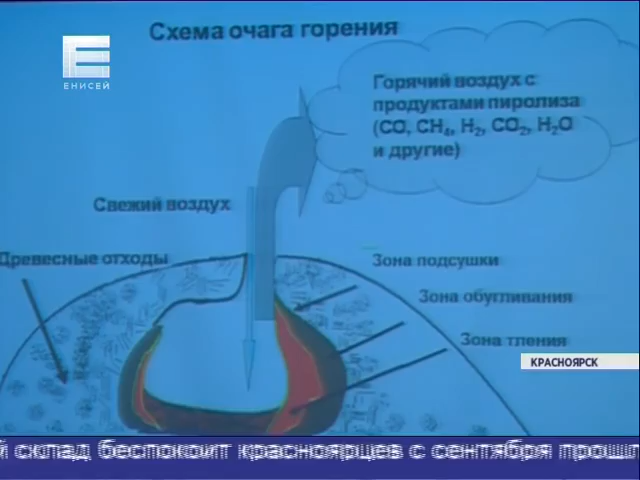 Схема очага горения
ЕНИСЕЙ
Горячий воздух с
продуктами пиролиза
(CO, CH₄, H₂, CO₂, H₂O
и другие)
Свежий воздух
Древесные отходы
Зона подсушки
Зона обугливания
Зона тления
КРАСНОЯРСК
й склад беспокоит красноярцев с сентября прошл